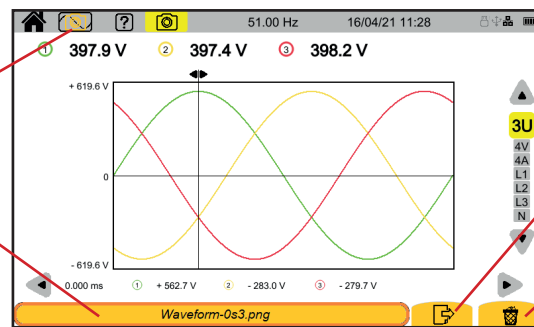 ? 51.00 Hz 16/04/21 11:28
1 397.9 V 2 397.4 V 3 398.2 V
+ 619.6 V
3U
4V
4A
L1
L2
L3
N
0
- 619.6 V
0.000 ms 1 + 562.7 V 2 - 283.0 V 3 - 279.7 V
Waveform-0s3.png